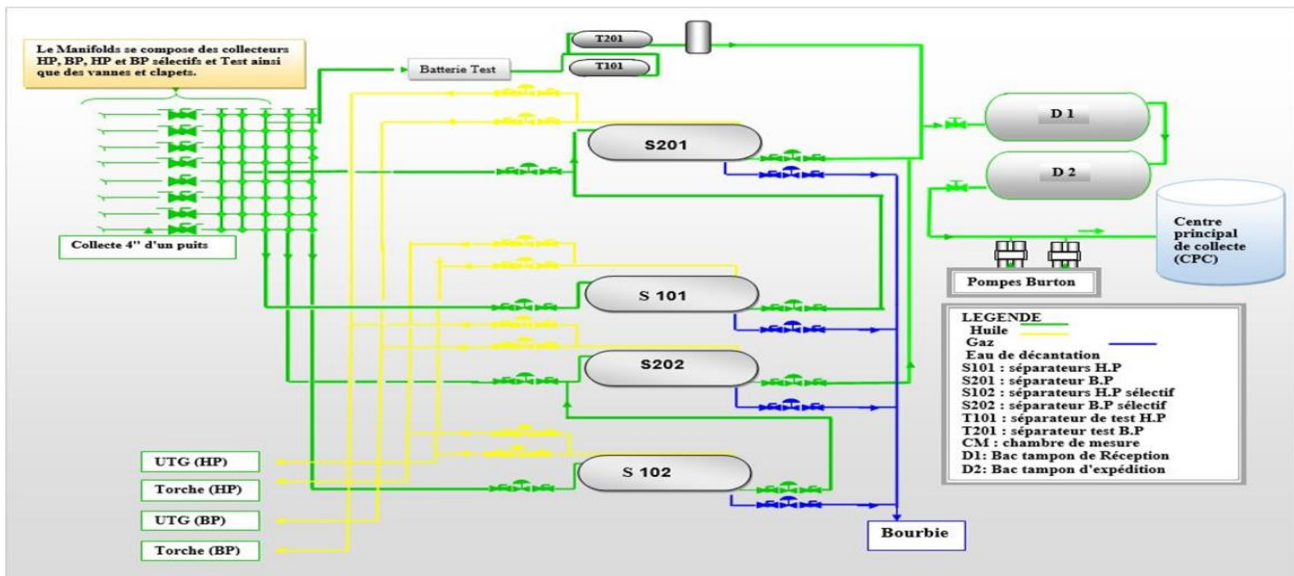 Le Manifolds se compose des collecteurs
HP, BP, HP et BP sélectifs et Test ainsi
que des vannes et clapets.
Batterie Test
T201
T101
D 1
D 2
S201
S 101
S202
S 102
Collecte 4" d'un puits
Centre
principal
de collecte
(CPC)
Pompes Burton
LEGENDE
Huile
Gaz
Eau de décantation
S101 : séparateurs H.P
S201 : séparateur B.P
S102 : séparateurs H.P sélectif
S202 : séparateur B.P sélectif
T101 : séparateur de test H.P
T201 : séparateur test B.P
CM : chambre de mesure
D1: Bac tampon de Réception
D2: Bac tampon d'expédition
UTG (HP)
Torche (HP)
UTG (BP)
Torche (BP)
Bourbie